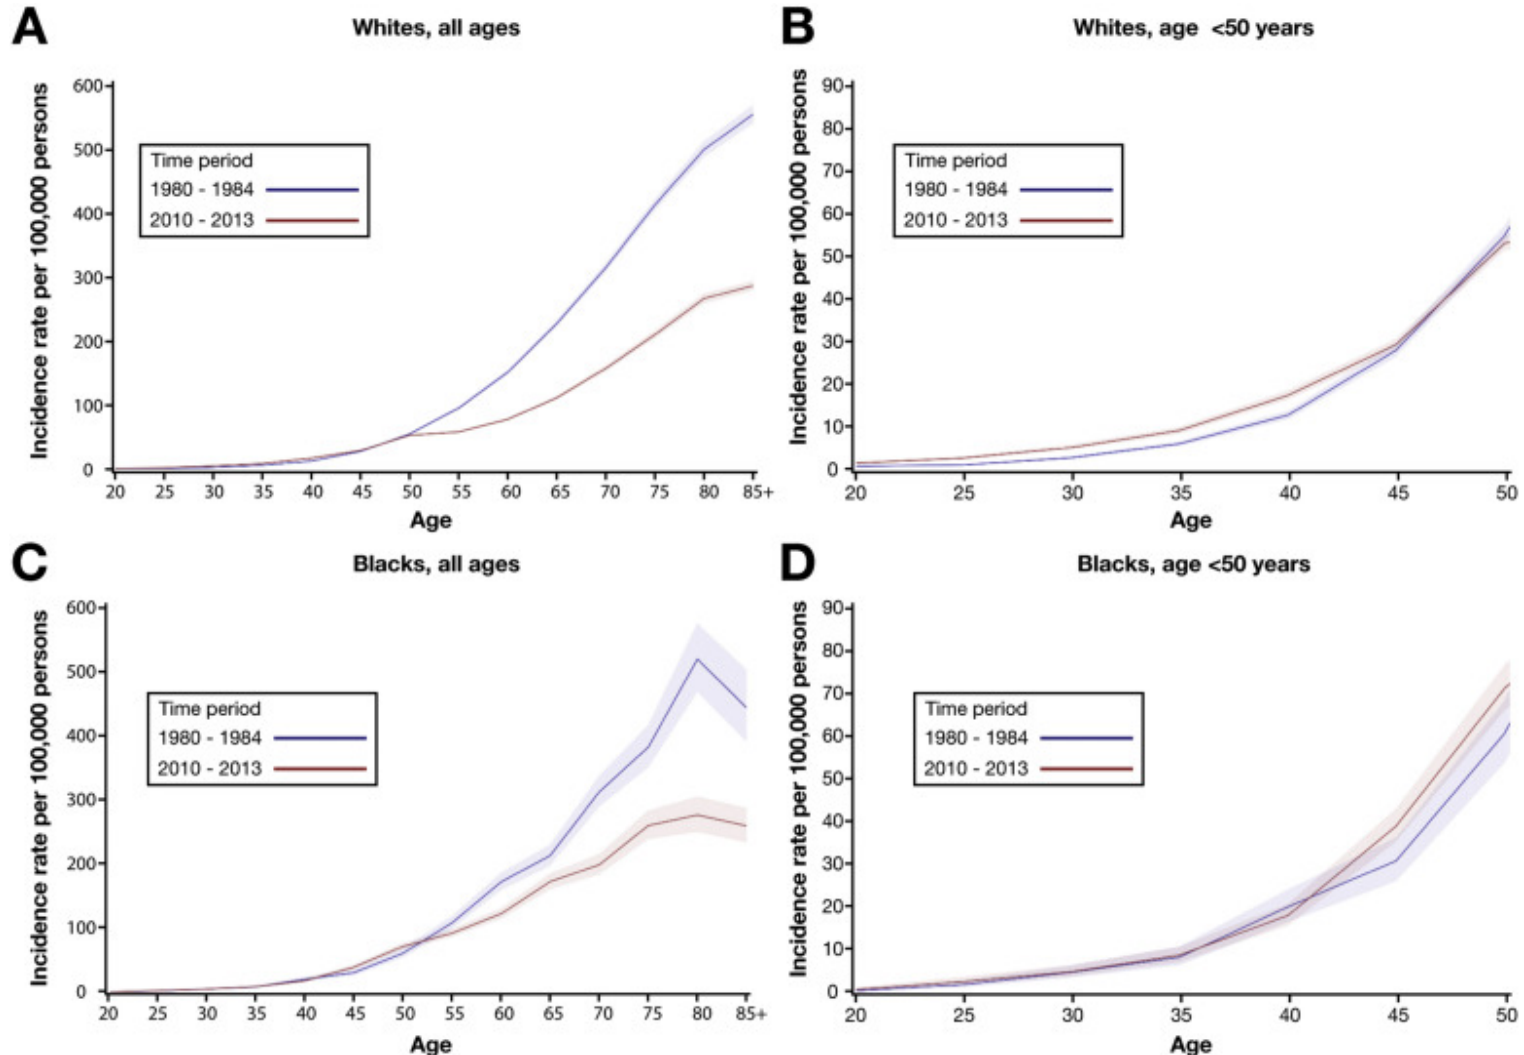 A
Whites, all ages
Incidence rate per 100,000 persons
600
500
400
300
200
100
0
Time period
1980 - 1984
2010 - 2013
20 25 30 35 40 45 50 55 60 65 70 75 80 85+
Age
B
Whites, age <50 years
Incidence rate per 100,000 persons
90
80
70
60
50
40
30
20
10
0
Time period
1980 - 1984
2010 - 2013
20 25 30 35 40 45 50
Age
C
Blacks, all ages
Incidence rate per 100,000 persons
600
500
400
300
200
100
0
Time period
1980 - 1984
2010 - 2013
20 25 30 35 40 45 50 55 60 65 70 75 80 85+
Age
D
Blacks, age <50 years
Incidence rate per 100,000 persons
90
80
70
60
50
40
30
20
10
0
Time period
1980 - 1984
2010 - 2013
20 25 30 35 40 45 50
Age